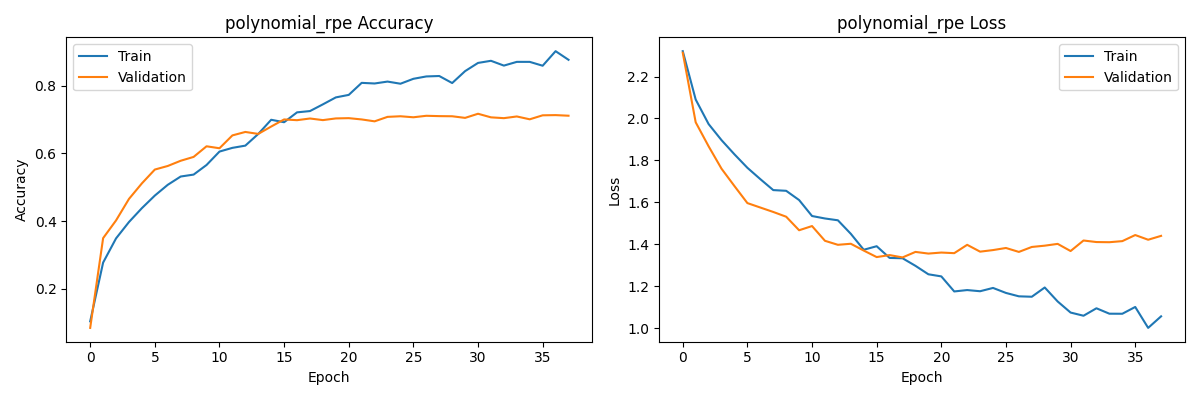 polynomial_rpe Accuracy
Train
Validation
0.8
0.6
0.4
0.2
Accuracy
0 5 10 15 20 25 30 35
Epoch
polynomial_rpe Loss
Train
Validation
2.2
2.0
1.8
1.6
1.4
1.2
1.0
Loss
0 5 10 15 20 25 30 35
Epoch